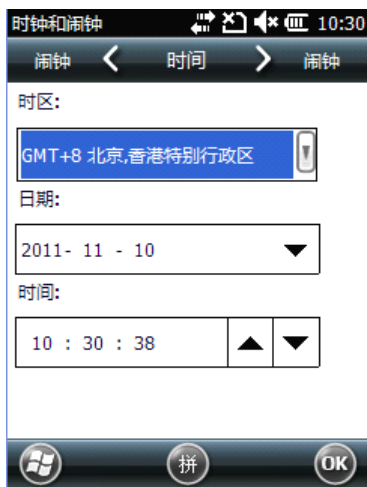 时钟和闹钟 10:30
闹钟 时间 闹钟
时区:
GMT+8 北京,香港特别行政区
日期:
2011- 11 - 10
时间:
10 : 30 : 38
拼 OK